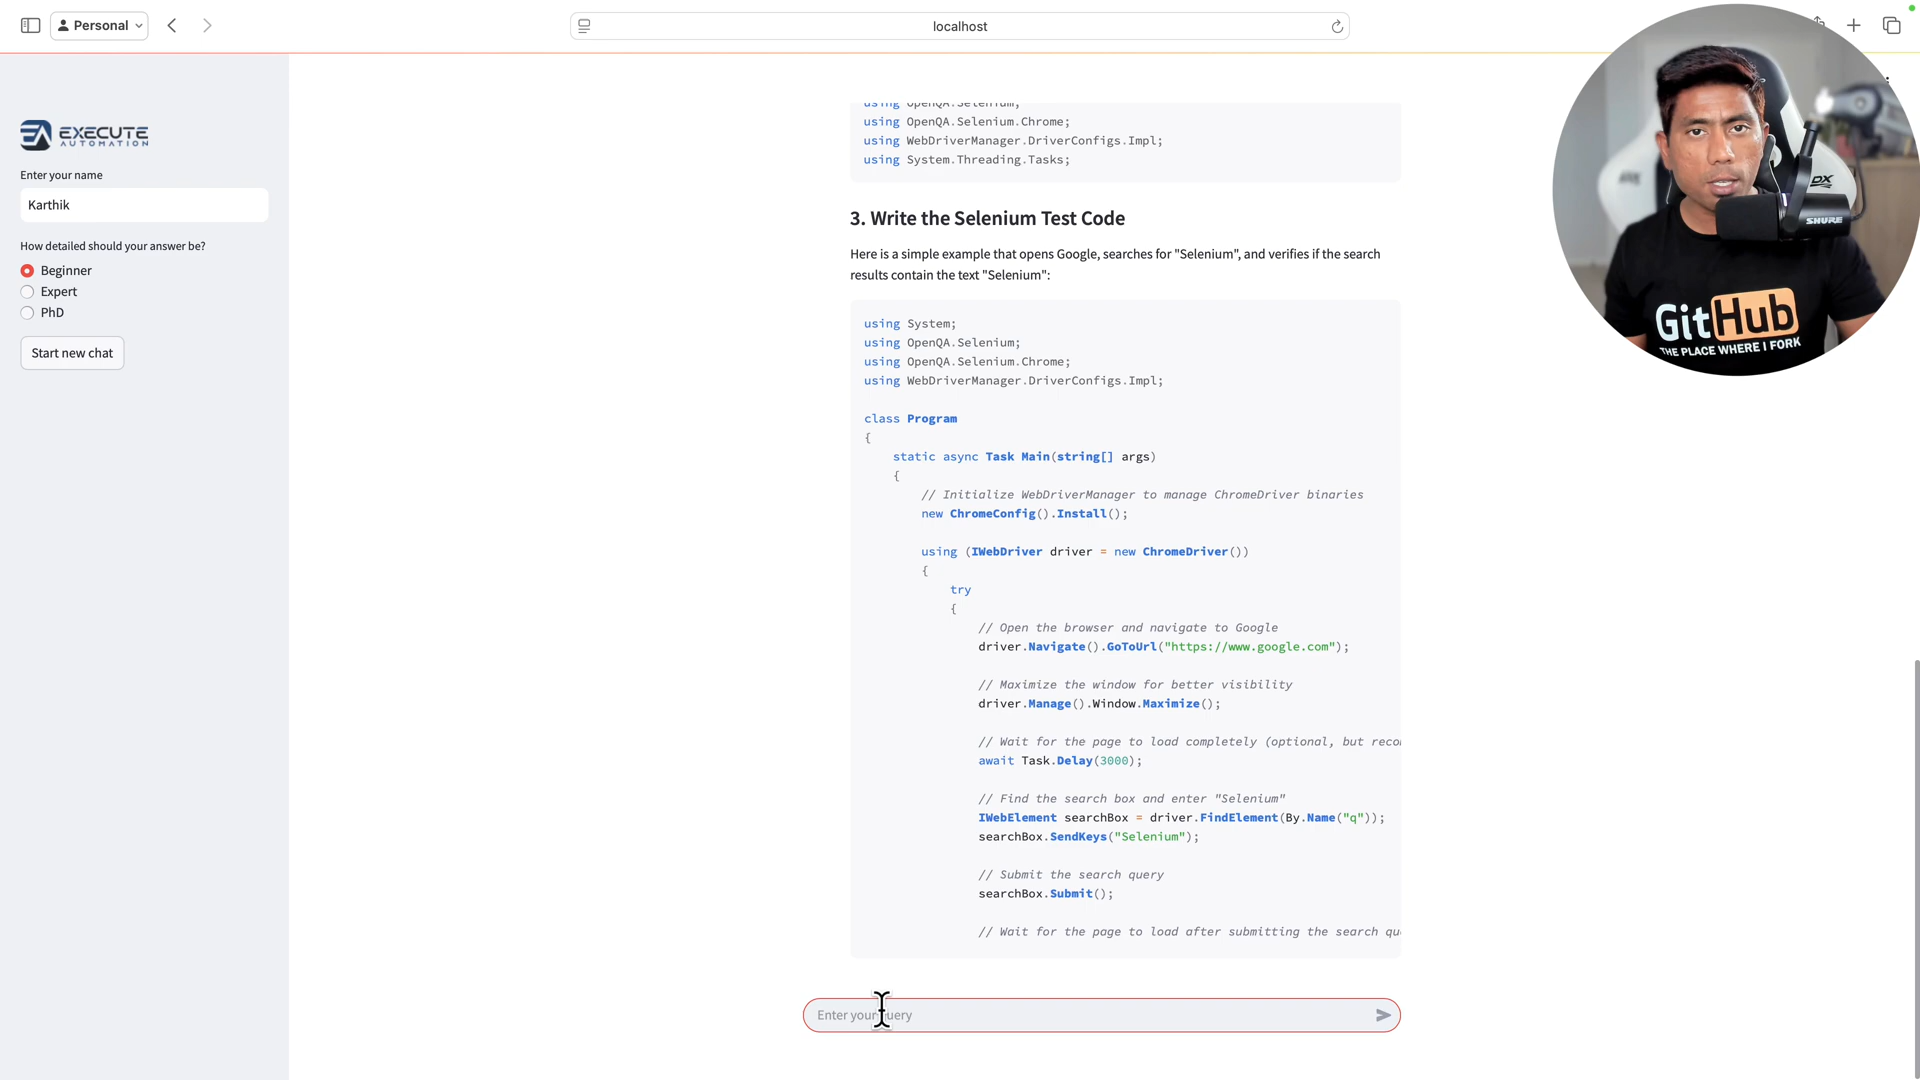 Personal
localhost
EXECUTE
AUTOMATION
Enter your name
Karthik
How detailed should your answer be?
Beginner
Expert
PhD
Start new chat
using OpenQA.Selenium;
using OpenQA.Selenium.Chrome;
using WebDriverManager.DriverConfigs.Impl;
using System.Threading.Tasks;
3. Write the Selenium Test Code
Here is a simple example that opens Google, searches for "Selenium", and verifies if the search
results contain the text "Selenium":
using System;
using OpenQA.Selenium;
using OpenQA.Selenium.Chrome;
using WebDriverManager.DriverConfigs.Impl;
class Program
{
static async Task Main(string[] args)
{
// Initialize WebDriverManager to manage ChromeDriver binaries
new ChromeConfig().Install();
using (IWebDriver driver = new ChromeDriver())
{
try
{
// Open the browser and navigate to Google
driver.Navigate().GoToUrl("https://www.google.com");
// Maximize the window for better visibility
driver.Manage().Window.Maximize();
// Wait for the page to load completely (optional, but reco
await Task.Delay(3000);
// Find the search box and enter "Selenium"
IWebElement searchBox = driver.FindElement(By.Name("q"));
searchBox.SendKeys("Selenium");
// Submit the search query
searchBox.Submit();
// Wait for the page to load after submitting the search qu
Enter your query
DX
SHURE
GitHub
THE PLACE WHERE I FORK